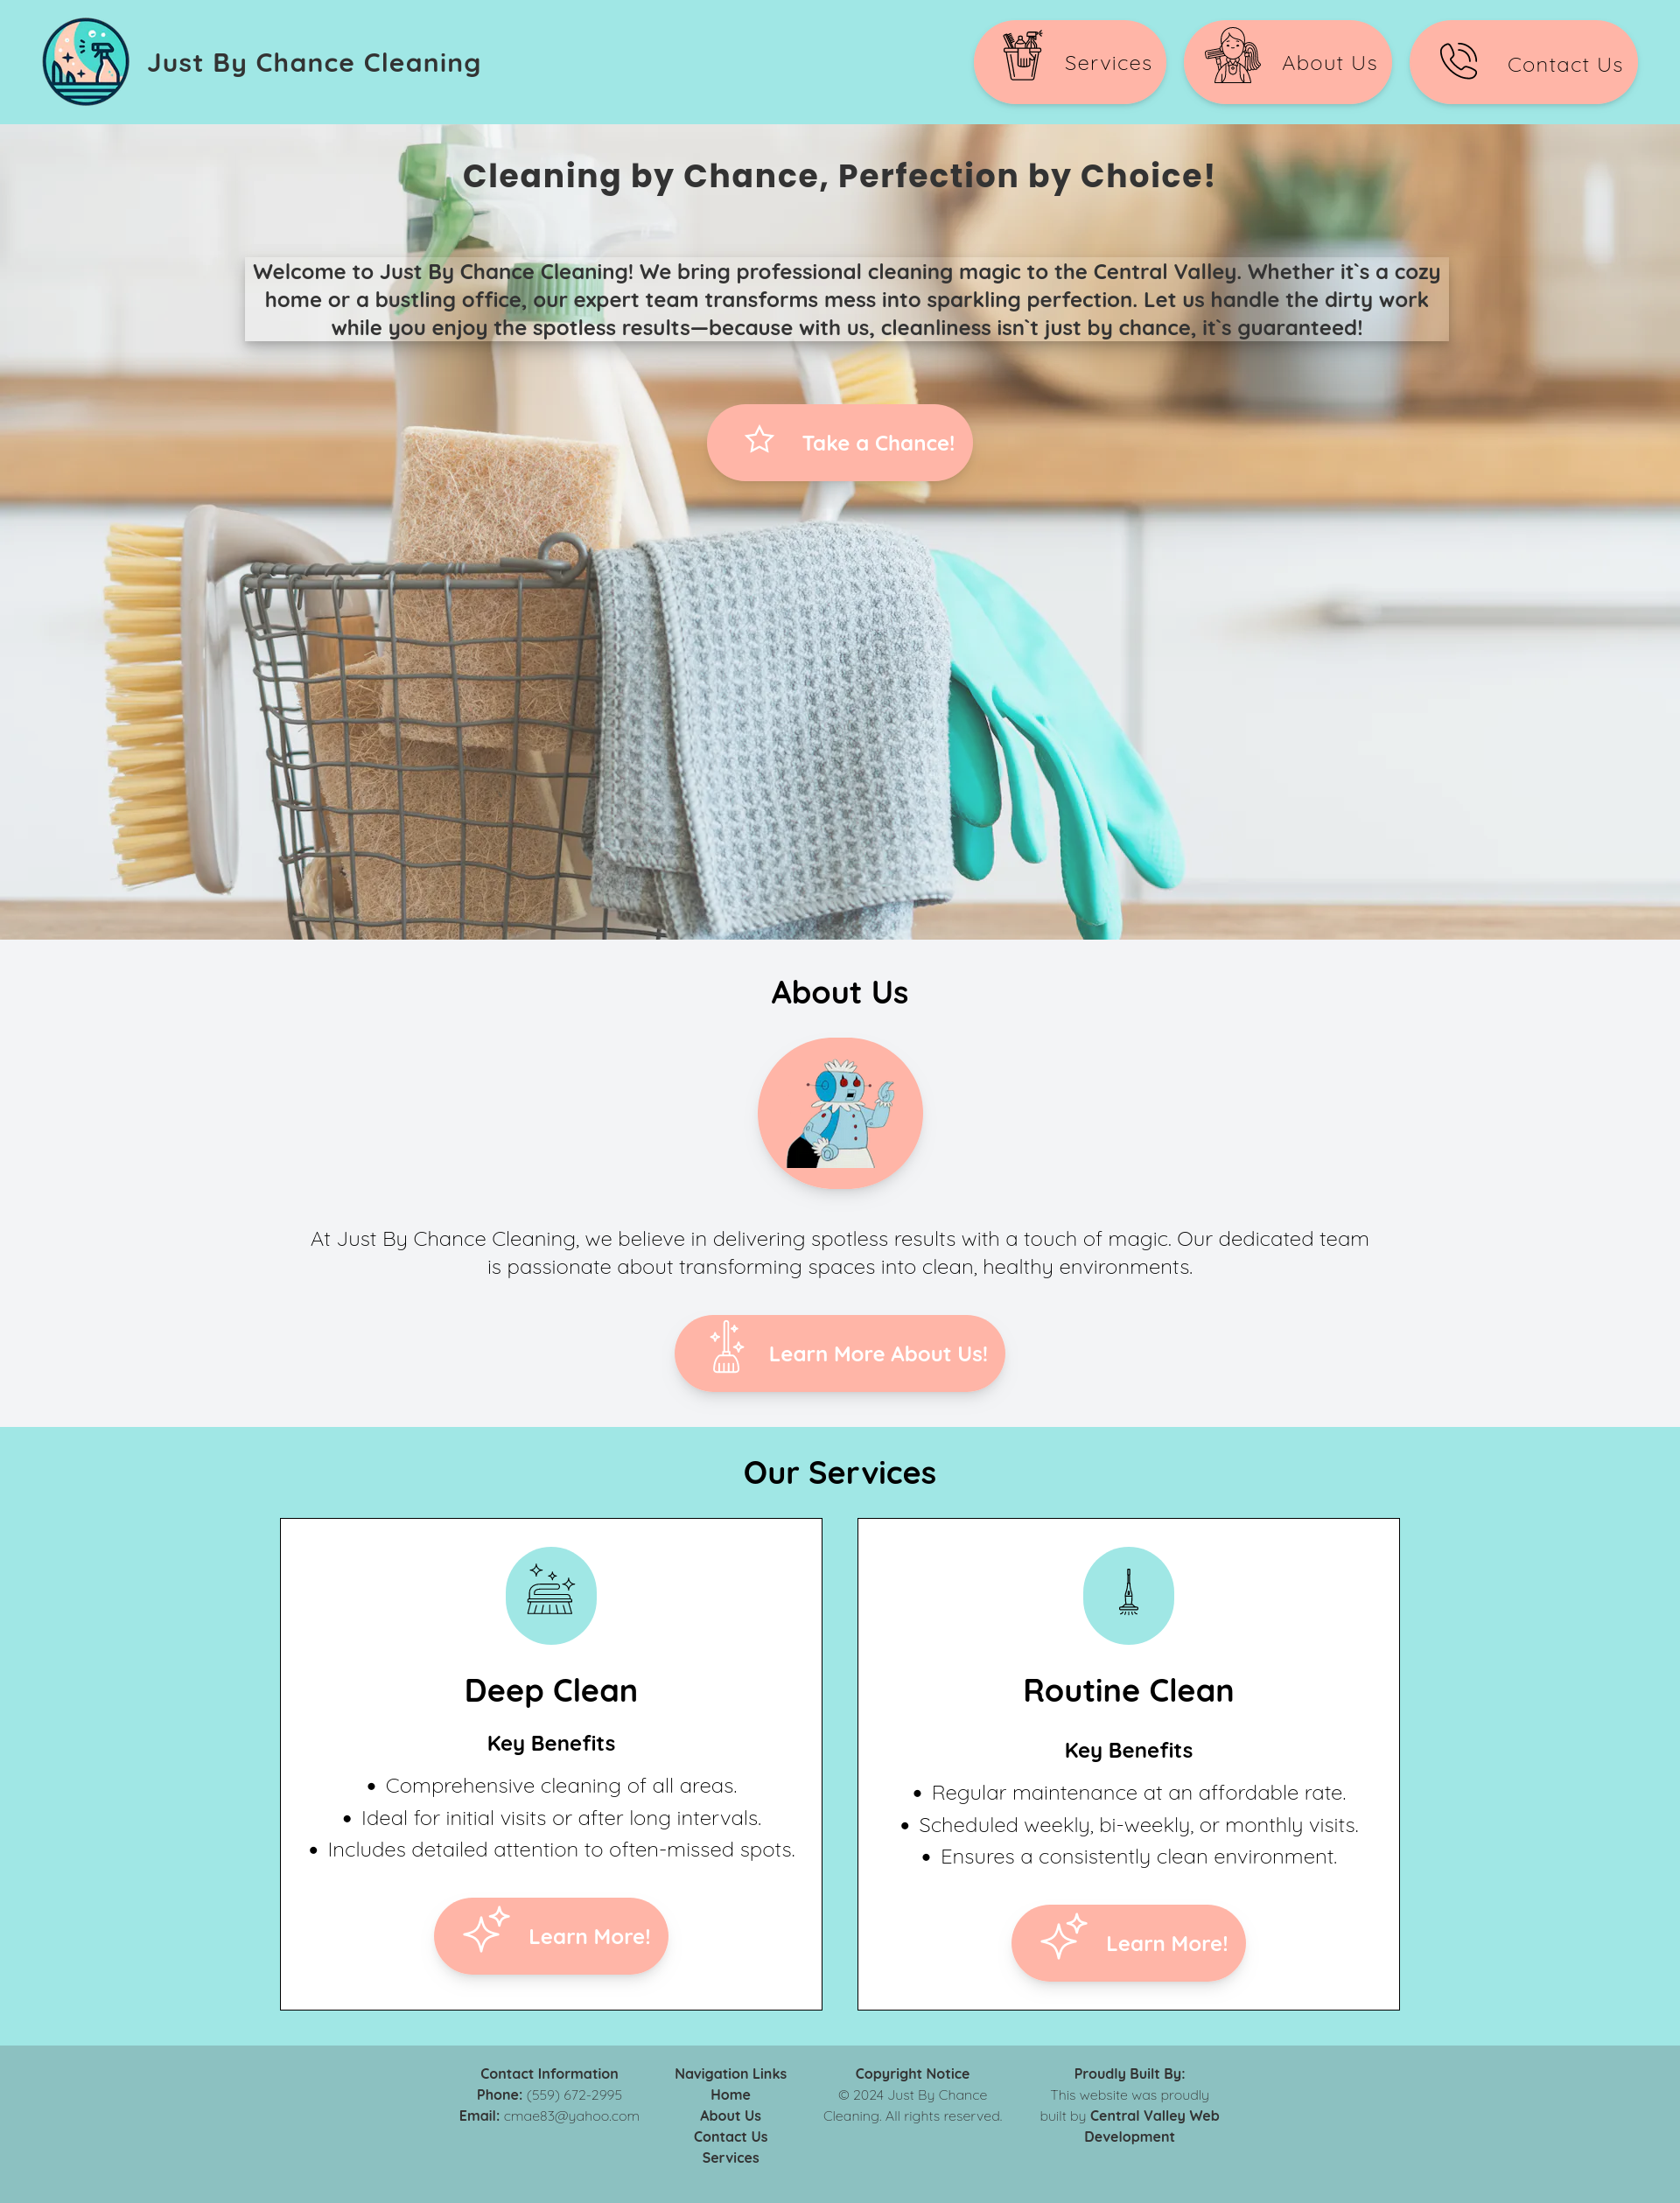 Just By Chance Cleaning
Services
About Us
Contact Us
Cleaning by Chance, Perfection by Choice!
Welcome to Just By Chance Cleaning! We bring professional cleaning magic to the Central Valley. Whether it`s a cozy
home or a bustling office, our expert team transforms mess into sparkling perfection. Let us handle the dirty work
while you enjoy the spotless results—because with us, cleanliness isn`t just by chance, it`s guaranteed!
Take a Chance!
About Us
At Just By Chance Cleaning, we believe in delivering spotless results with a touch of magic. Our dedicated team
is passionate about transforming spaces into clean, healthy environments.
Learn More About Us!
Our Services
Deep Clean
Key Benefits
• Comprehensive cleaning of all areas.
• Ideal for initial visits or after long intervals.
• Includes detailed attention to often-missed spots.
Learn More!
Routine Clean
Key Benefits
• Regular maintenance at an affordable rate.
• Scheduled weekly, bi-weekly, or monthly visits.
• Ensures a consistently clean environment.
Learn More!
Contact Information
Phone: (559) 672-2995
Email: cmae83@yahoo.com
Navigation Links
Home
About Us
Contact Us
Services
Copyright Notice
© 2024 Just By Chance
Cleaning. All rights reserved.
Proudly Built By:
This website was proudly
built by Central Valley Web
Development